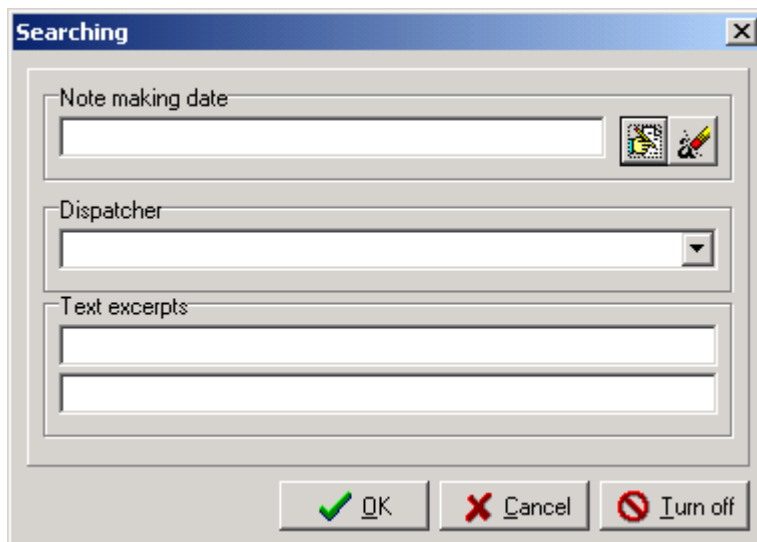 Searching
Note making date
Dispatcher
Text excerpts
OK Cancel Turn off